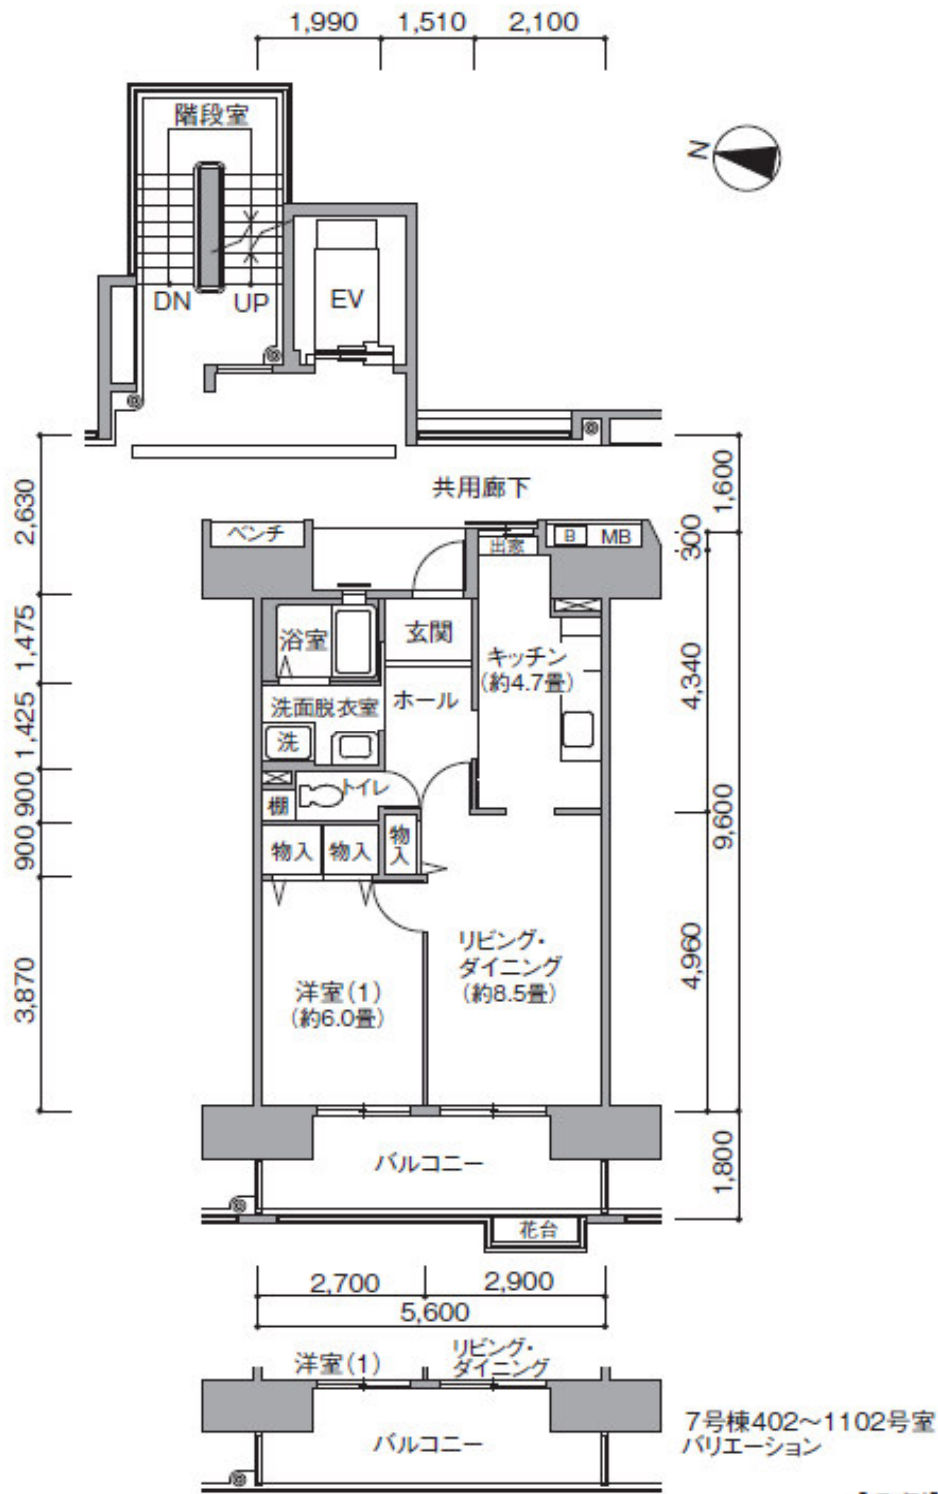 1,990
1,510
2,100
階段室
N
EV
DN
UP
2,630
共用廊下
1,600
ベンチ
出窓
B
MB
300
浴室
玄関
キッチン
(約4.7畳)
1,475
4,340
洗面脱衣室
ホール
洗
1,425
トイレ
棚
900
物入
物入
物入
900
9,600
リビング・
ダイニング
(約8.5畳)
4,960
洋室(1)
(約6.0畳)
3,870
バルコニー
1,800
花台
2,700
2,900
5,600
洋室(1)
リビング・
ダイニング
バルコニー
7号棟402～1102号室
バリエーション